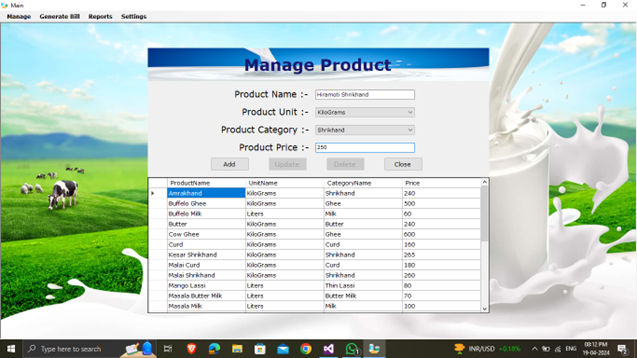 Main
Manage Generate Bill Reports Settings
Manage Product
Product Name :- Hiramoti Shrikhand
Product Unit :- KiloGrams
Product Category :- Shrikhand
Product Price :- 250
Add Update Delete Close
ProductName UnitName CategoryName Price
Amrakhand KiloGrams Shrikhand 240
Buffelo Ghee KiloGrams Ghee 500
Buffelo Milk Liters Milk 60
Butter KiloGrams Butter 240
Cow Ghee KiloGrams Ghee 600
Curd KiloGrams Curd 160
Kesar Shrikhand KiloGrams Shrikhand 265
Malai Curd KiloGrams Curd 180
Malai Shrikhand KiloGrams Shrikhand 260
Mango Lassi Liters Thin Lassi 80
Masala Butter Milk Liters Butter Milk 70
Masala Milk Liters Milk 100
Type here to search
INR/USD +0.18%
ENG
08:12 PM
19-04-2024